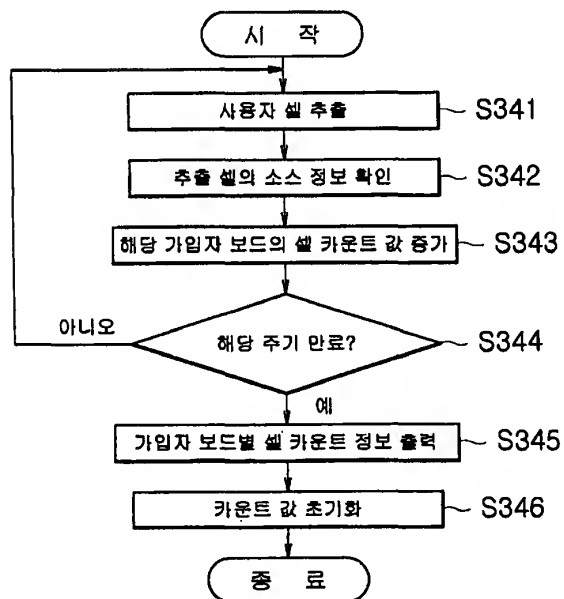 시 작
사용자 셀 추출
S341
추출 셀의 소스 정보 확인
S342
해당 가입자 보드의 셀 카운트 값 증가
S343
아니오
해당 주기 만료?
S344
예
가입자 보드별 셀 카운트 정보 출력
S345
카운트 값 초기화
S346
종 료